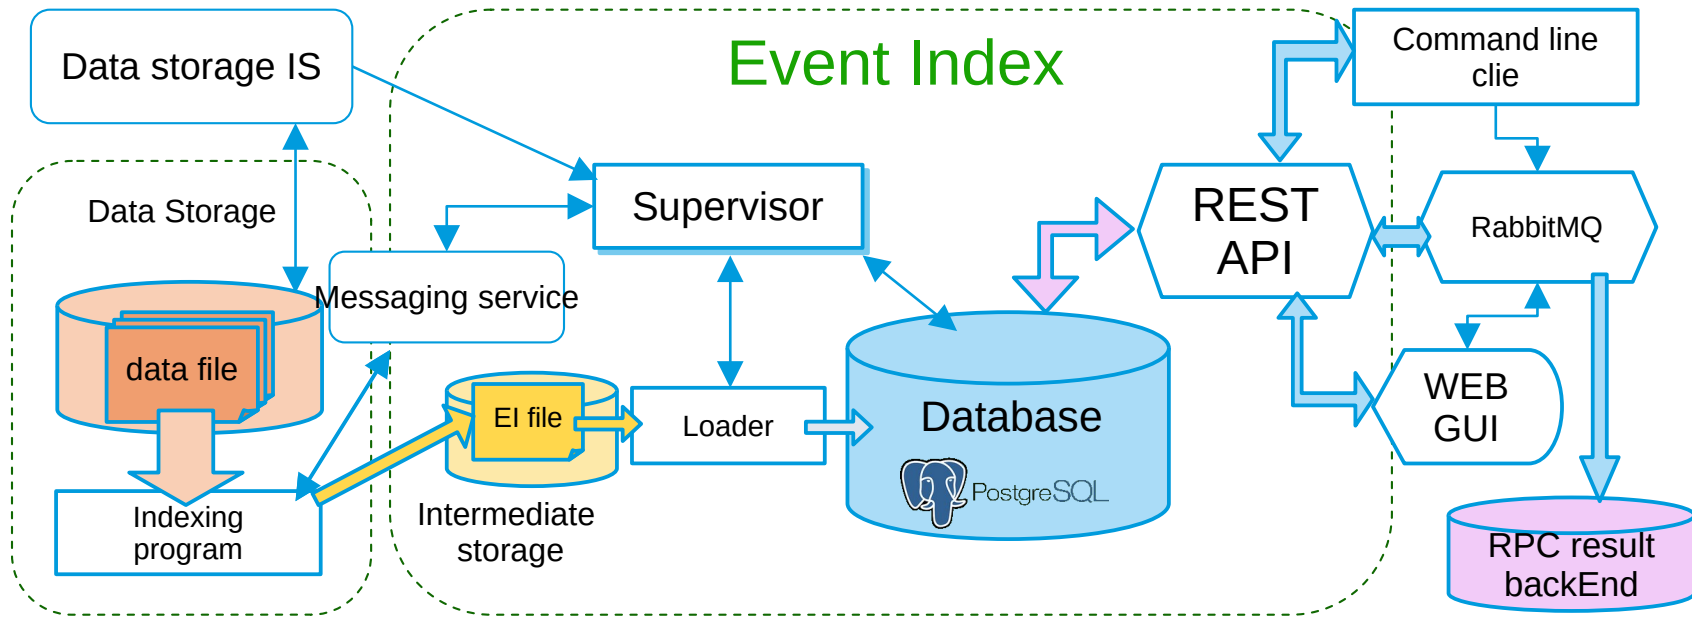 Event Index
Data storage IS
Command line
clie
Data Storage
Supervisor
REST
API
RabbitMQ
Messaging service
data file
EI file
Loader
Database
PostgreSQL
WEB
GUI
Indexing
program
Intermediate
storage
RPC result
backEnd